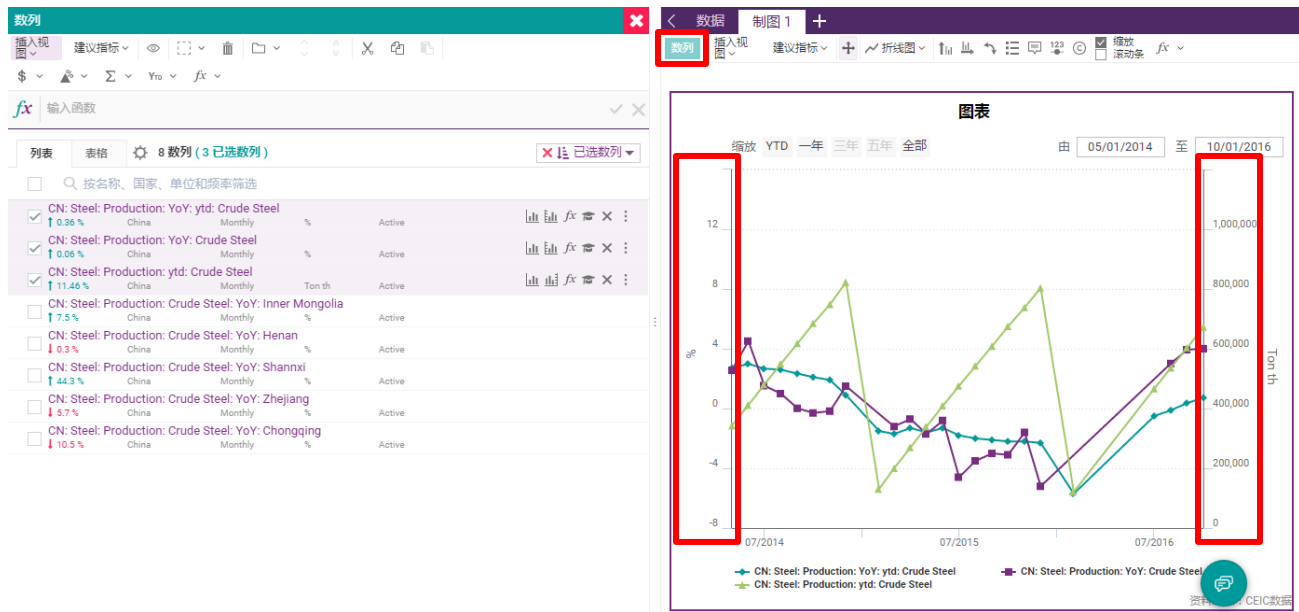 数列
插入视图
建议指标
$
Σ
YTD
fx
fx 输入函数
列表 表格 8 数列 ( 3 已选数列 ) 已选数列
按名称、国家、单位和频率筛选
CN: Steel: Production: YoY: ytd: Crude Steel
0.36 % China Monthly % Active
CN: Steel: Production: YoY: Crude Steel
0.06 % China Monthly % Active
CN: Steel: Production: ytd: Crude Steel
11.46 % China Monthly Ton th Active
CN: Steel: Production: Crude Steel: YoY: Inner Mongolia
7.5 % China Monthly % Active
CN: Steel: Production: Crude Steel: YoY: Henan
0.3 % China Monthly % Active
CN: Steel: Production: Crude Steel: YoY: Shannxi
44.3 % China Monthly % Active
CN: Steel: Production: Crude Steel: YoY: Zhejiang
5.7 % China Monthly % Active
CN: Steel: Production: Crude Steel: YoY: Chongqing
10.5 % China Monthly % Active
数据 制图 1
数列 插入视图 建议指标 折线图 123 © 缩放 fx
滚动条
图表
缩放 YTD 一年 三年 五年 全部 由 05/01/2014 至 10/01/2016
12 1,000,000
8 800,000
4 600,000
% Ton th
0 400,000
-4 200,000
-8 0
07/2014 07/2015 07/2016
CN: Steel: Production: YoY: ytd: Crude Steel CN: Steel: Production: YoY: Crude Steel
CN: Steel: Production: ytd: Crude Steel
CEIC数据